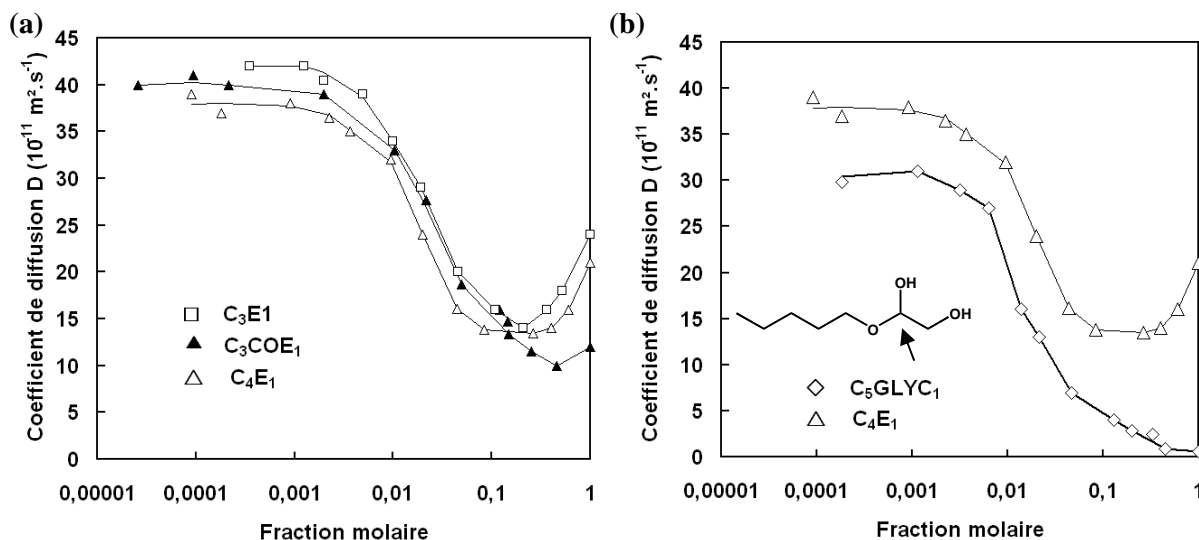 (a)
Coefficient de diffusion D (10⁻¹¹ m².s⁻¹)
45
40
35
30
25
20
15
10
5
0
C₃E1
C₃COE₁
C₄E₁
0,00001 0,0001 0,001 0,01 0,1 1
Fraction molaire
(b)
Coefficient de diffusion D (10⁻¹¹ m².s⁻¹)
45
40
35
30
25
20
15
10
5
0
OH
OH
O
C₅GLYC₁
C₄E₁
0,00001 0,0001 0,001 0,01 0,1 1
Fraction molaire